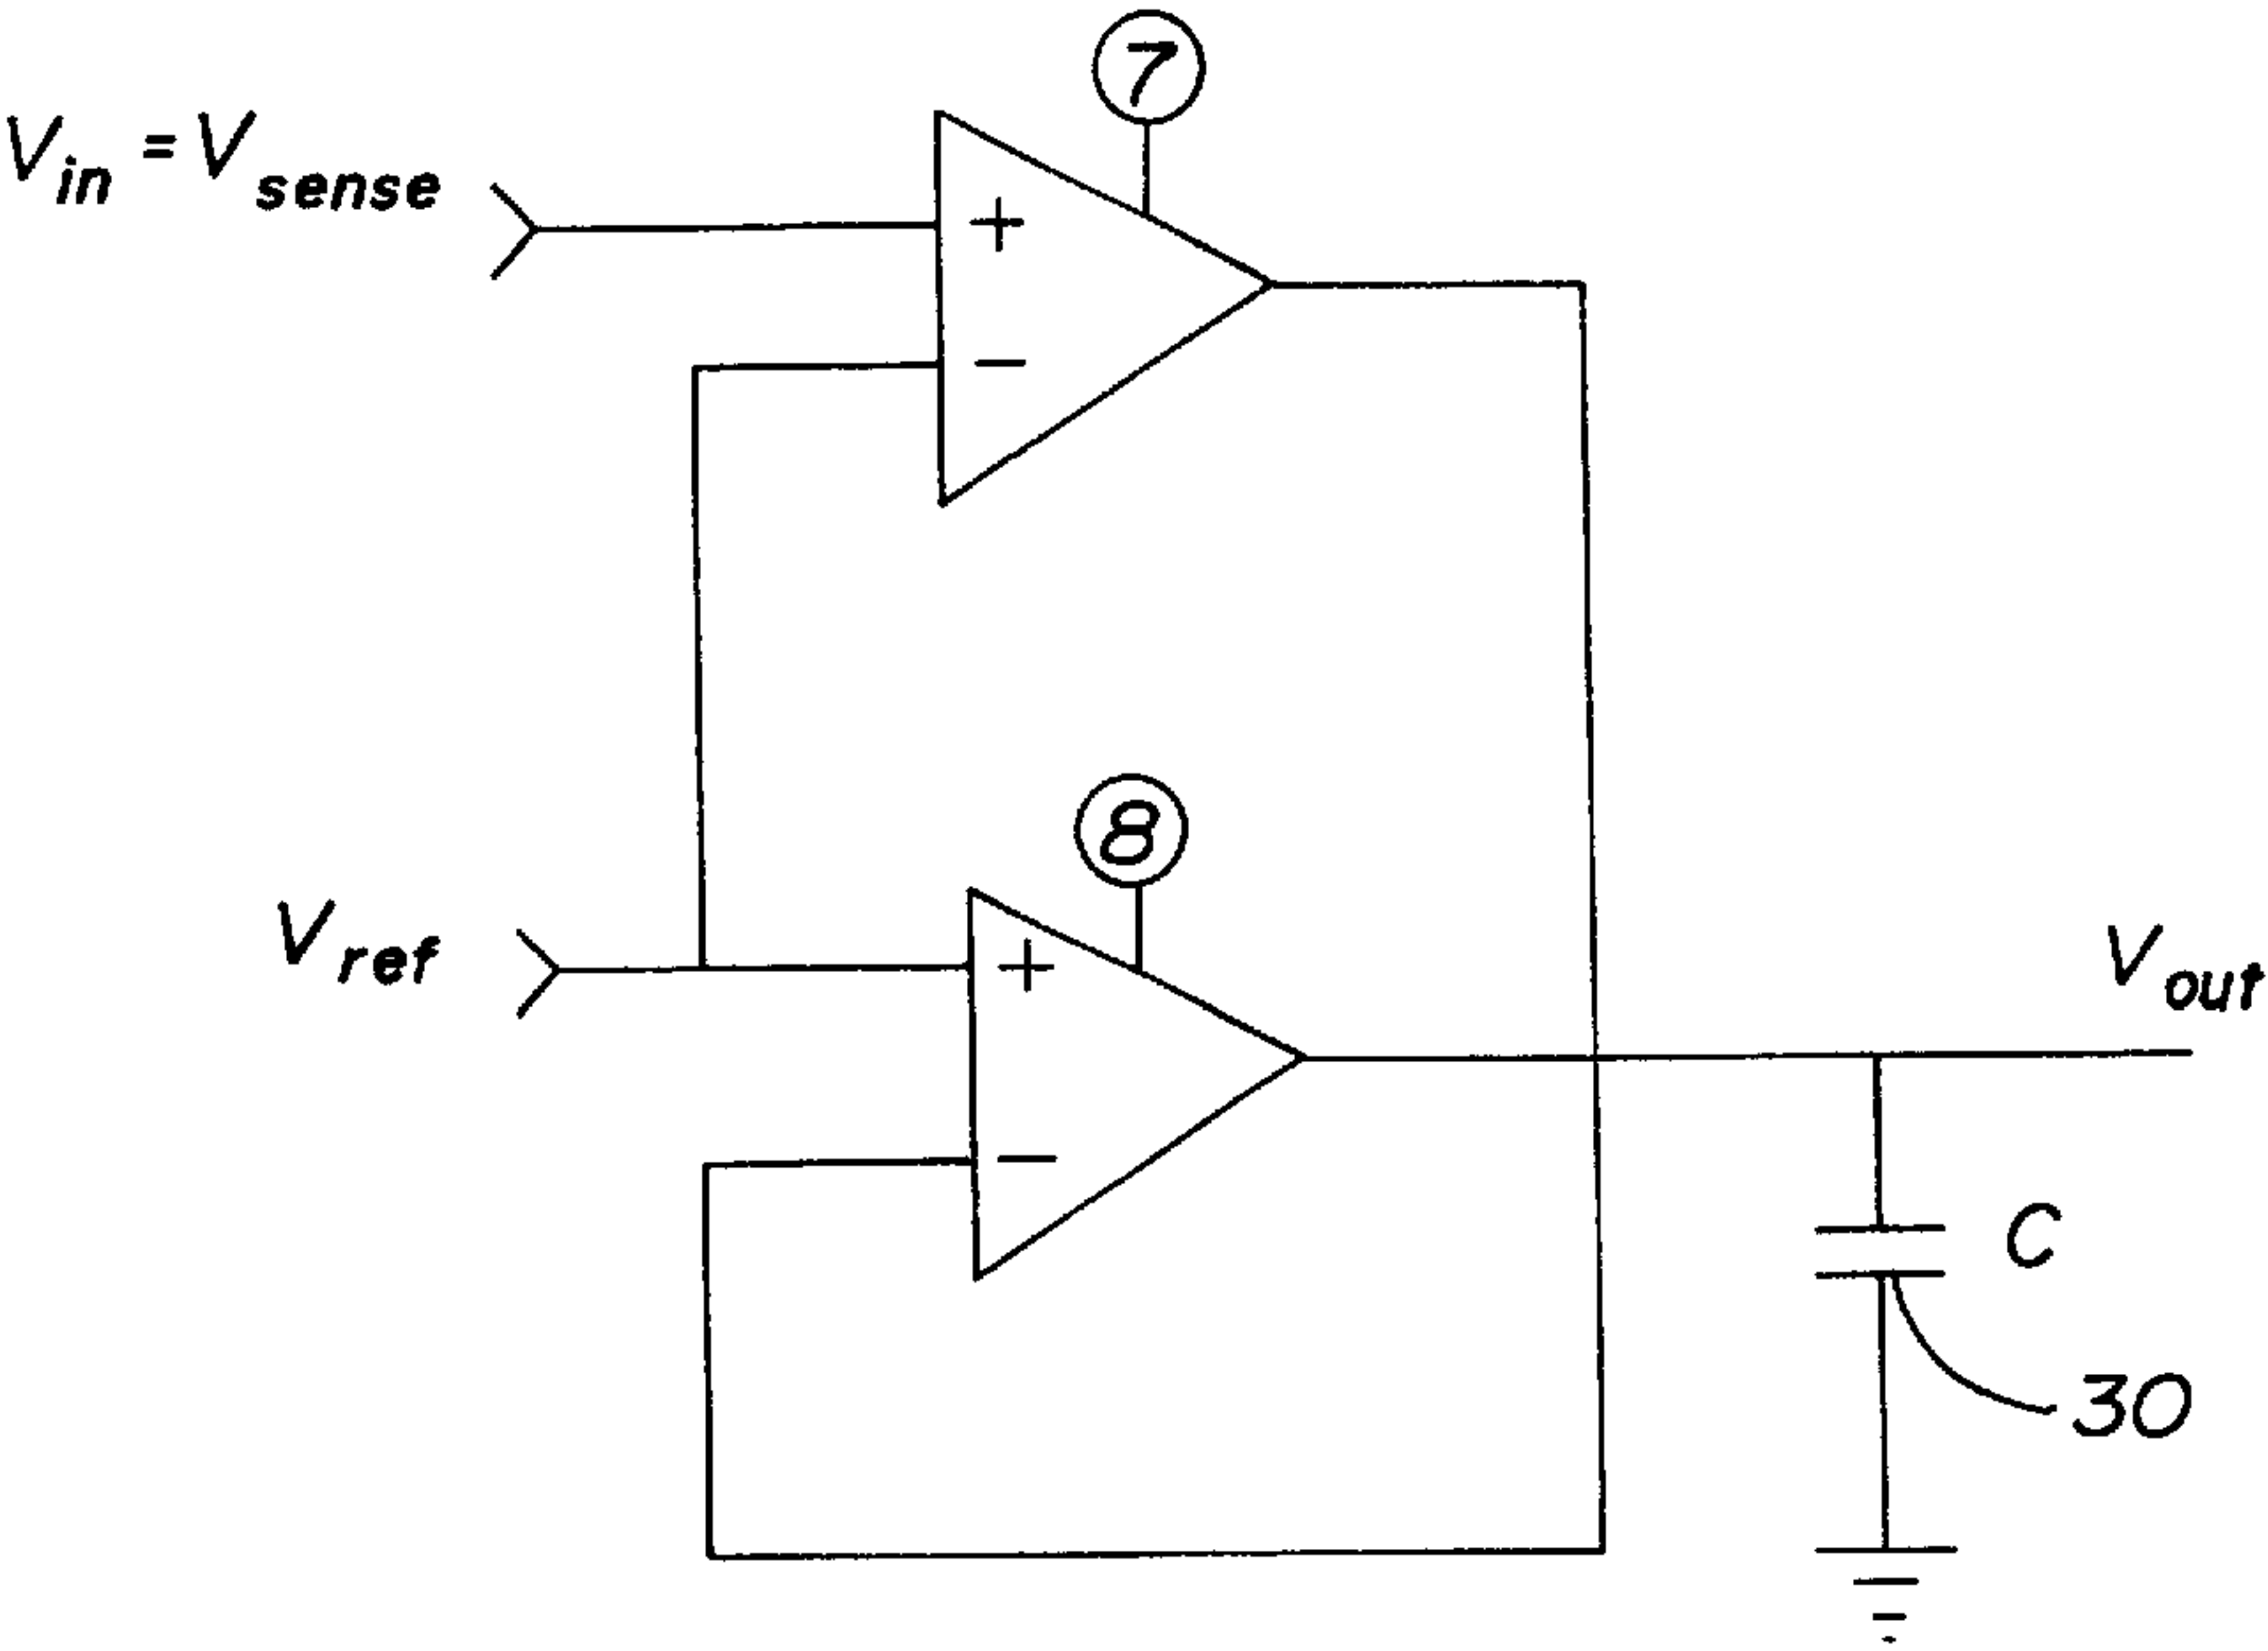 7
V_in = V_sense
+
−
8
V_ref
+
−
V_out
C
30